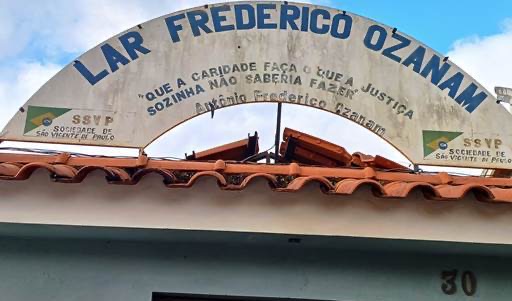 LAR FREDERICO OZANAM
"QUE A CARIDADE FAÇA O QUE A JUSTIÇA
SOZINHA NÃO SABERIA FAZER"
Antônio Frederico Ozanam
SSVP
SOCIEDADE DE
SÃO VICENTE DE PAULO
SSVP
SOCIEDADE DE
SÃO VICENTE DE PAULO
30